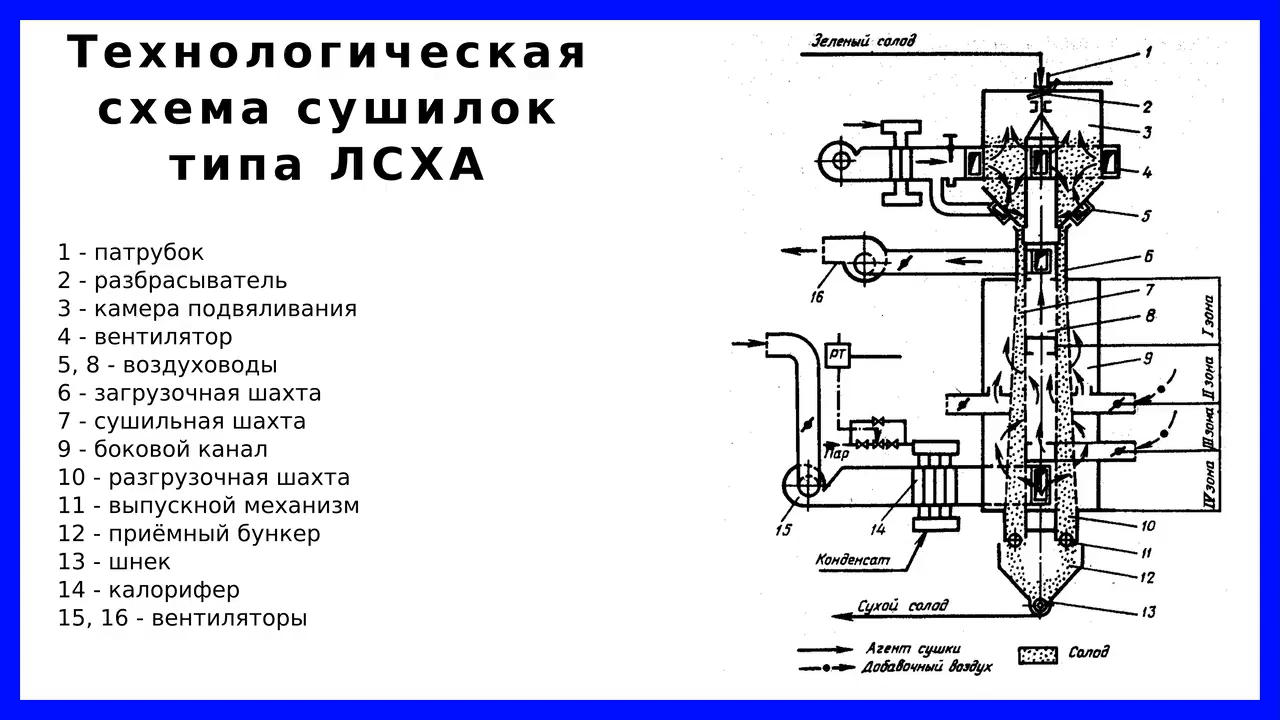 Технологическая
схема сушилок
типа ЛСХА
1 - патрубок
2 - разбрасыватель
3 - камера подвяливания
4 - вентилятор
5, 8 - воздуховоды
6 - загрузочная шахта
7 - сушильная шахта
9 - боковой канал
10 - разгрузочная шахта
11 - выпускной механизм
12 - приёмный бункер
13 - шнек
14 - калорифер
15, 16 - вентиляторы
Зеленый солод
1
2
3
4
5
6
16
7
8
I зона
РТ
9
II зона
III зона
Пар
IV зона
15
14
10
11
Конденсат
12
Сухой солод
13
Агент сушки
Добавочный воздух
Солод